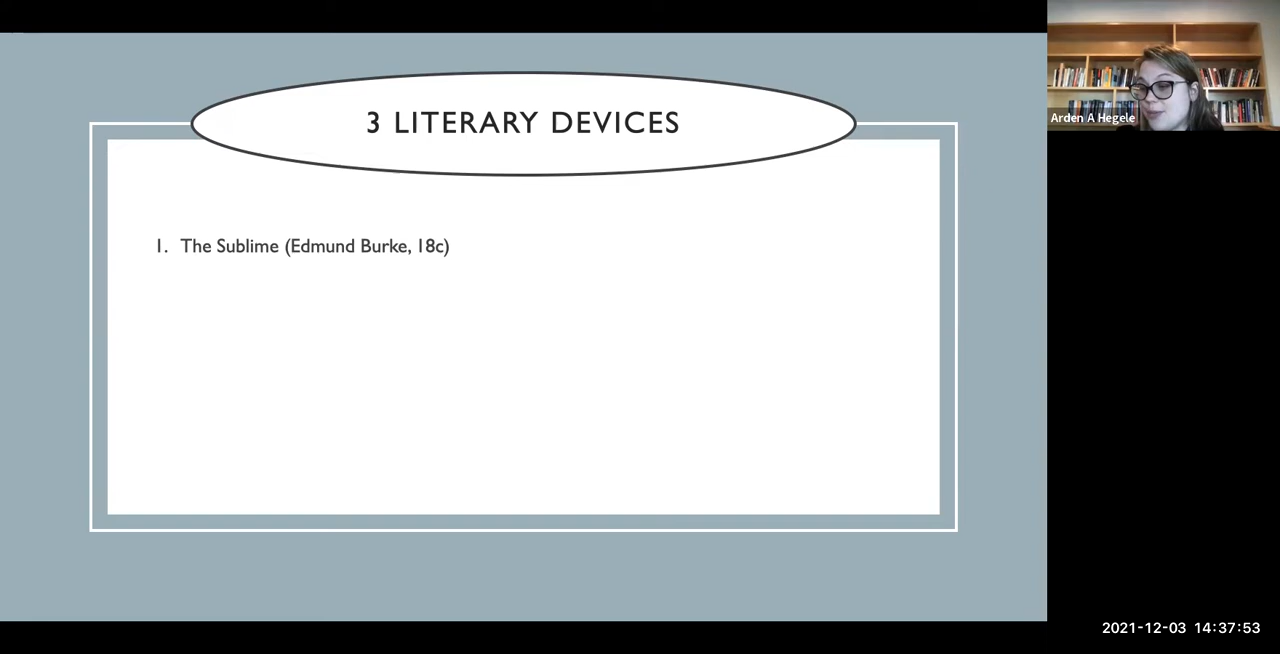 3 LITERARY DEVICES
1. The Sublime (Edmund Burke, 18c)
Arden A Hegele
2021-12-03 14:37:53